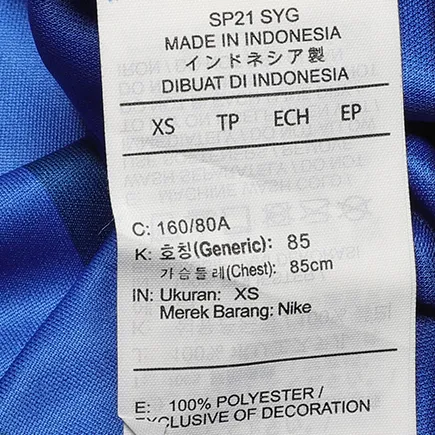 SP21 SYG
MADE IN INDONESIA
インドネシア製
DIBUAT DI INDONESIA
XS TP ECH EP
C: 160/80A
K: 호칭(Generic): 85
가슴둘레(Chest): 85cm
IN: Ukuran: XS
Merek Barang: Nike
E: 100% POLYESTER/
EXCLUSIVE OF DECORATION